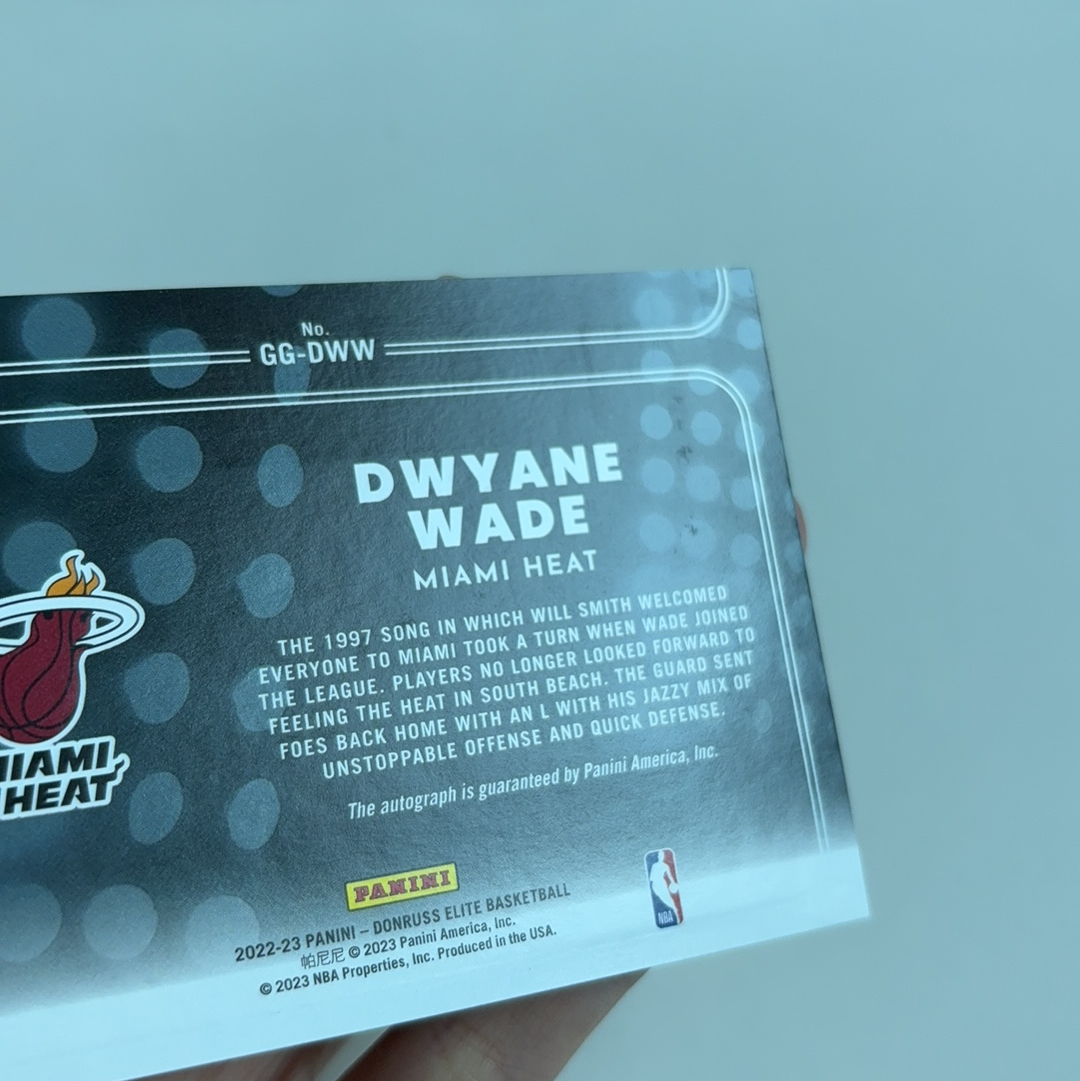 No.
GG-DWW
DWYANE
WADE
MIAMI HEAT
THE 1997 SONG IN WHICH WILL SMITH WELCOMED
EVERYONE TO MIAMI TOOK A TURN WHEN WADE JOINED
THE LEAGUE. PLAYERS NO LONGER LOOKED FORWARD TO
FEELING THE HEAT IN SOUTH BEACH. THE GUARD SENT
FOES BACK HOME WITH AN L WITH HIS JAZZY MIX OF
UNSTOPPABLE OFFENSE AND QUICK DEFENSE.
The autograph is guaranteed by Panini America, Inc.
MIAMI
HEAT
PANINI
2022-23 PANINI – DONRUSS ELITE BASKETBALL
帕尼尼 © 2023 Panini America, Inc.
© 2023 NBA Properties, Inc. Produced in the USA.
NBA